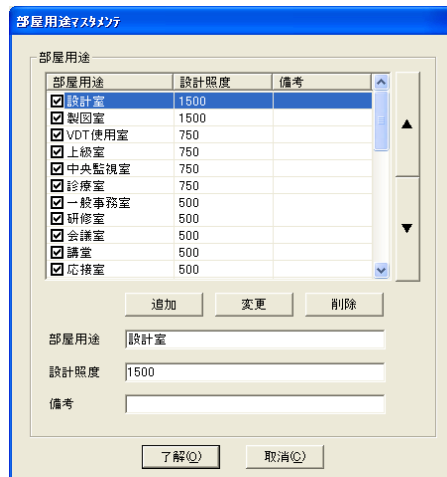 部屋用途ﾏｽﾀﾒﾝﾃ
部屋用途
部屋用途 設計照度 備考
設計室 1500
製図室 1500
VDT使用室 750
上級室 750
中央監視室 750
診療室 750
一般事務室 500
研修室 500
会議室 500
講堂 500
応接室 500
追加 変更 削除
部屋用途 設計室
設計照度 1500
備考
了解(O) 取消(C)